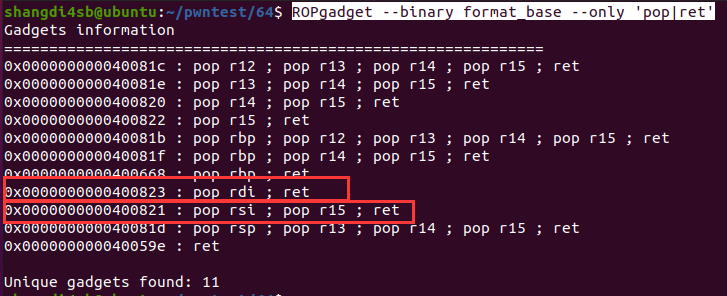 shangdi4sb@ubuntu:~/pwntest/64$ ROPgadget --binary format_base --only 'pop|ret'
Gadgets information
============================================================
0x000000000040081c : pop r12 ; pop r13 ; pop r14 ; pop r15 ; ret
0x000000000040081e : pop r13 ; pop r14 ; pop r15 ; ret
0x0000000000400820 : pop r14 ; pop r15 ; ret
0x0000000000400822 : pop r15 ; ret
0x000000000040081b : pop rbp ; pop r12 ; pop r13 ; pop r14 ; pop r15 ; ret
0x000000000040081f : pop rbp ; pop r14 ; pop r15 ; ret
0x0000000000400668 : pop rbp ; ret
0x0000000000400823 : pop rdi ; ret
0x0000000000400821 : pop rsi ; pop r15 ; ret
0x000000000040081d : pop rsp ; pop r13 ; pop r14 ; pop r15 ; ret
0x000000000040059e : ret
Unique gadgets found: 11